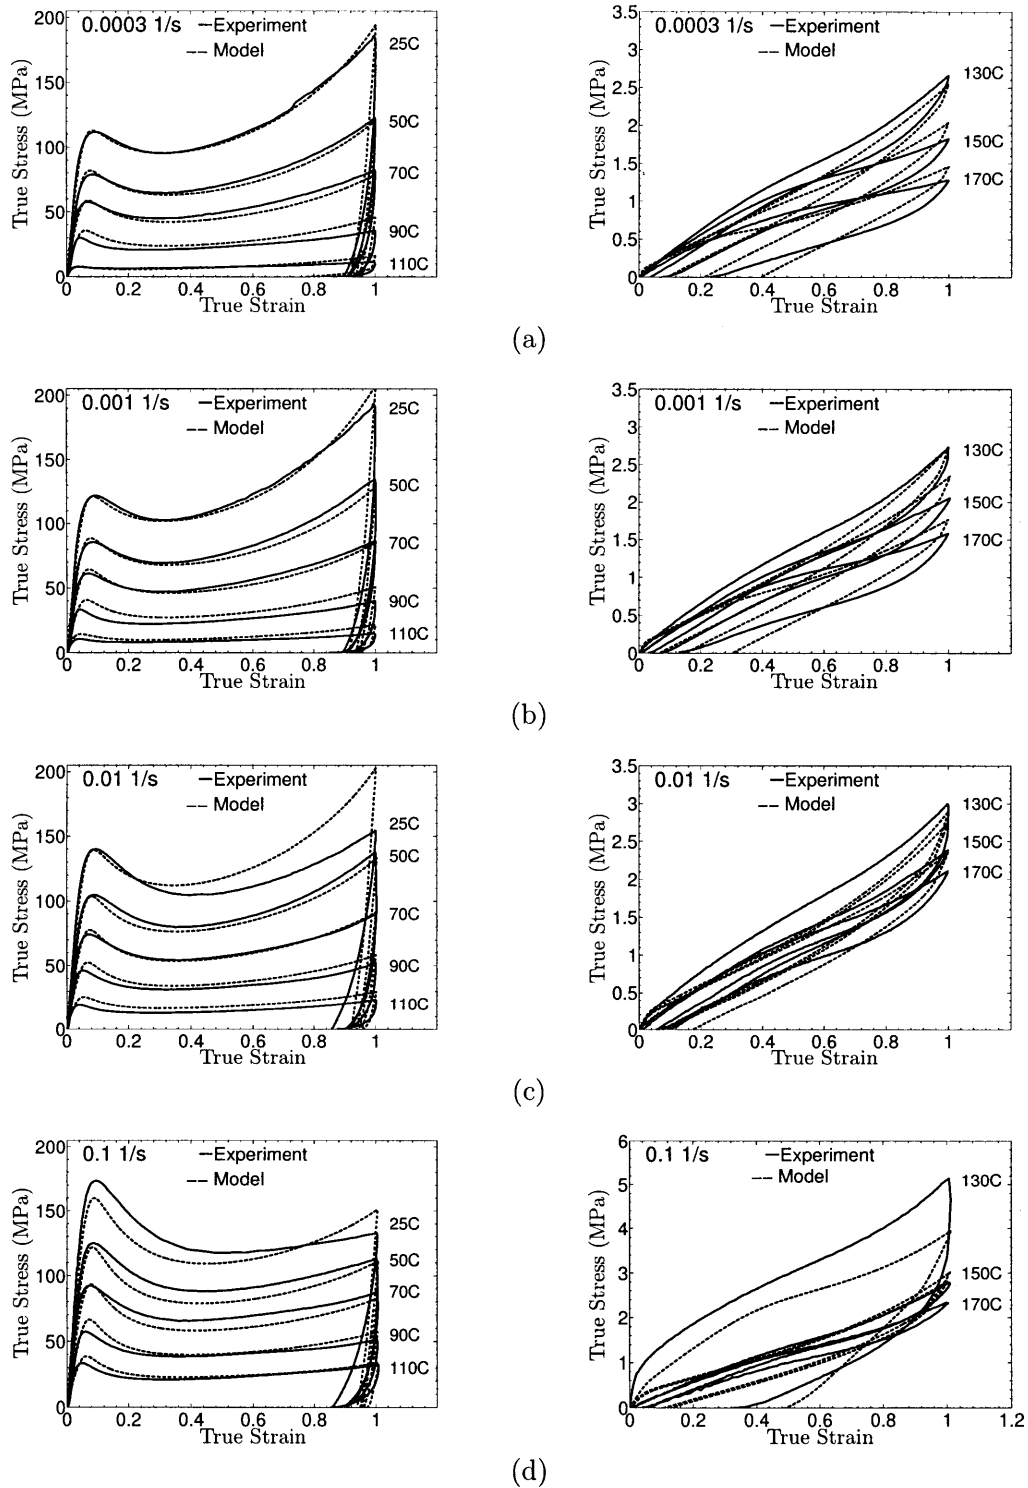 0.0003 1/s
Experiment
Model
25C
50C
70C
90C
110C
True Stress (MPa)
200
150
100
50
0
0 0.2 0.4 0.6 0.8 1
True Strain
0.0003 1/s
Experiment
Model
130C
150C
170C
True Stress (MPa)
3.5
3
2.5
2
1.5
1
0.5
0
0 0.2 0.4 0.6 0.8 1
True Strain
(a)
0.001 1/s
Experiment
Model
25C
50C
70C
90C
110C
True Stress (MPa)
200
150
100
50
0
0 0.2 0.4 0.6 0.8 1
True Strain
0.001 1/s
Experiment
Model
130C
150C
170C
True Stress (MPa)
3.5
3
2.5
2
1.5
1
0.5
0
0 0.2 0.4 0.6 0.8 1
True Strain
(b)
0.01 1/s
Experiment
Model
25C
50C
70C
90C
110C
True Stress (MPa)
200
150
100
50
0
0 0.2 0.4 0.6 0.8 1
True Strain
0.01 1/s
Experiment
Model
130C
150C
170C
True Stress (MPa)
3.5
3
2.5
2
1.5
1
0.5
0
0 0.2 0.4 0.6 0.8 1
True Strain
(c)
0.1 1/s
Experiment
Model
25C
50C
70C
90C
110C
True Stress (MPa)
200
150
100
50
0
0 0.2 0.4 0.6 0.8 1
True Strain
0.1 1/s
Experiment
Model
130C
150C
170C
True Stress (MPa)
6
5
4
3
2
1
0
0 0.2 0.4 0.6 0.8 1 1.2
True Strain
(d)